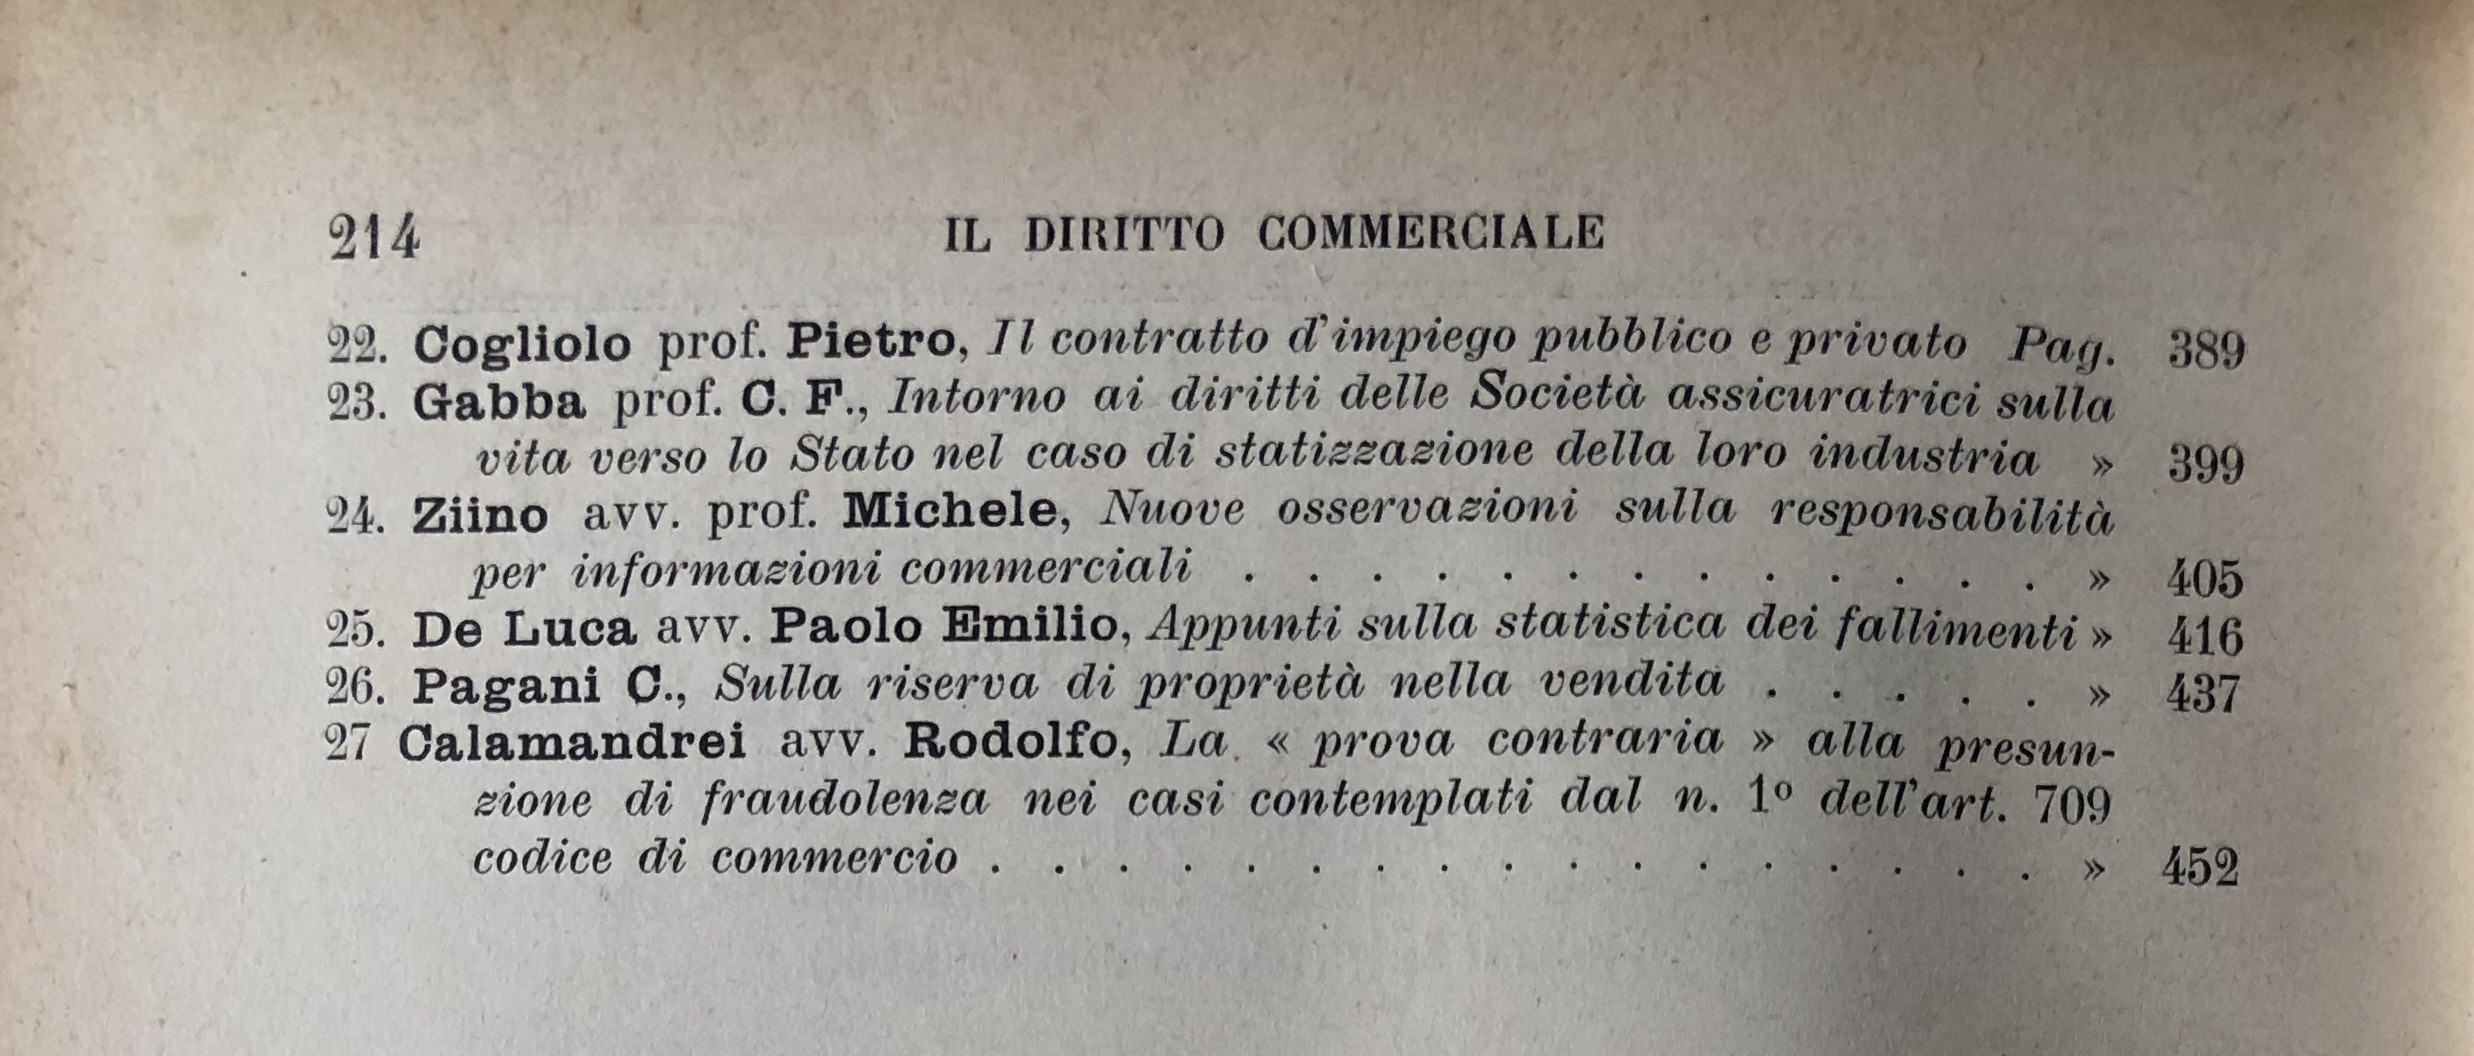 214 IL DIRITTO COMMERCIALE
22. Cogliolo prof. Pietro, Il contratto d'impiego pubblico e privato Pag. 389
23. Gabba prof. C. F., Intorno ai diritti delle Società assicuratrici sulla
vita verso lo Stato nel caso di statizzazione della loro industria » 399
24. Ziino avv. prof. Michele, Nuove osservazioni sulla responsabilità
per informazioni commerciali . . . . . . . . . . . . . » 405
25. De Luca avv. Paolo Emilio, Appunti sulla statistica dei fallimenti » 416
26. Pagani C., Sulla riserva di proprietà nella vendita . . . . . » 437
27 Calamandrei avv. Rodolfo, La « prova contraria » alla presun-
zione di fraudolenza nei casi contemplati dal n. 1º dell'art. 709
codice di commercio . . . . . . . . . . . . . . . . . » 452